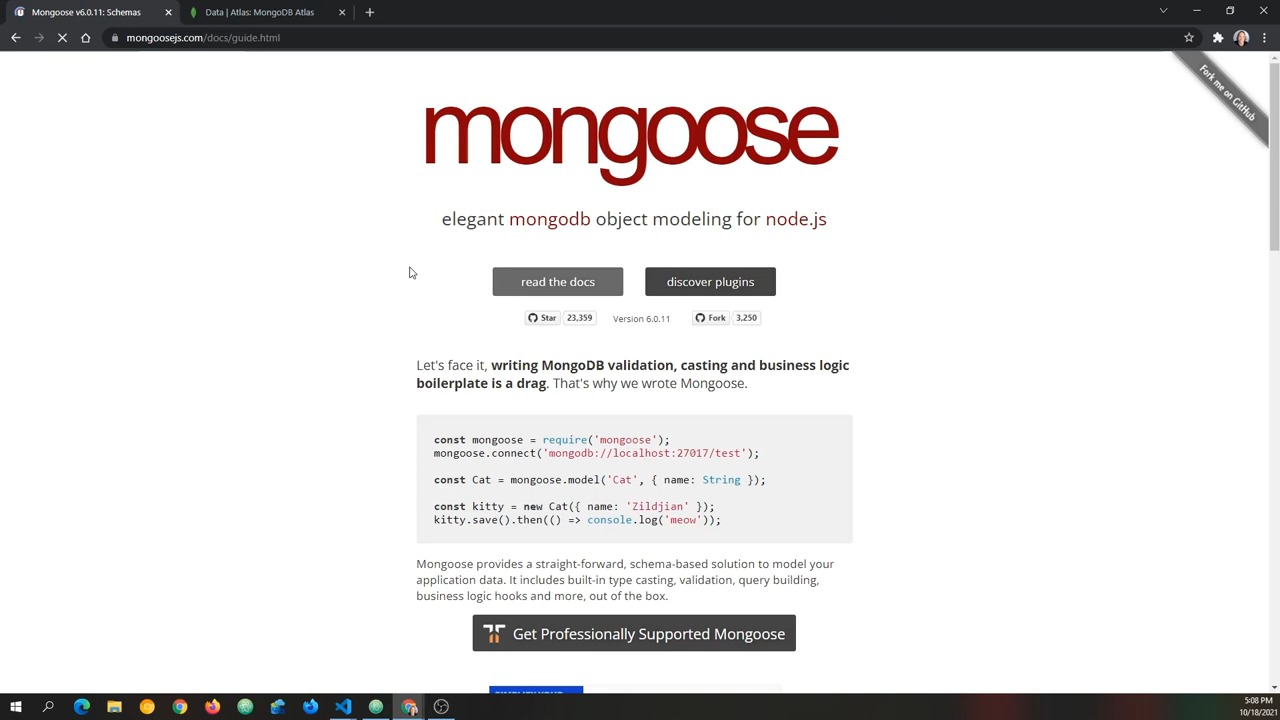 Mongoose v6.0.11: Schemas
Data | Atlas: MongoDB Atlas
mongoosejs.com/docs/guide.html
Fork me on GitHub
mongoose
elegant mongodb object modeling for node.js
read the docs
discover plugins
Star 23,359
Version 6.0.11
Fork 3,250
Let's face it, writing MongoDB validation, casting and business logic
boilerplate is a drag. That's why we wrote Mongoose.
const mongoose = require('mongoose');
mongoose.connect('mongodb://localhost:27017/test');
const Cat = mongoose.model('Cat', { name: String });
const kitty = new Cat({ name: 'Zildjian' });
kitty.save().then(() => console.log('meow'));
Mongoose provides a straight-forward, schema-based solution to model your
application data. It includes built-in type casting, validation, query building,
business logic hooks and more, out of the box.
Get Professionally Supported Mongoose
5:08 PM
10/18/2021